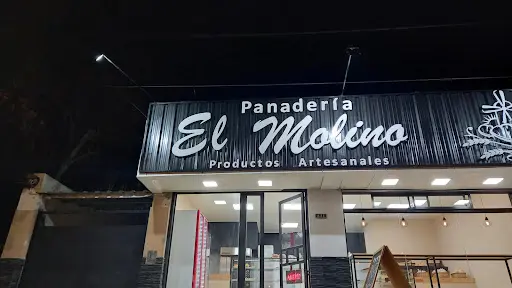 Panadería
El Molino
Productos Artesanales